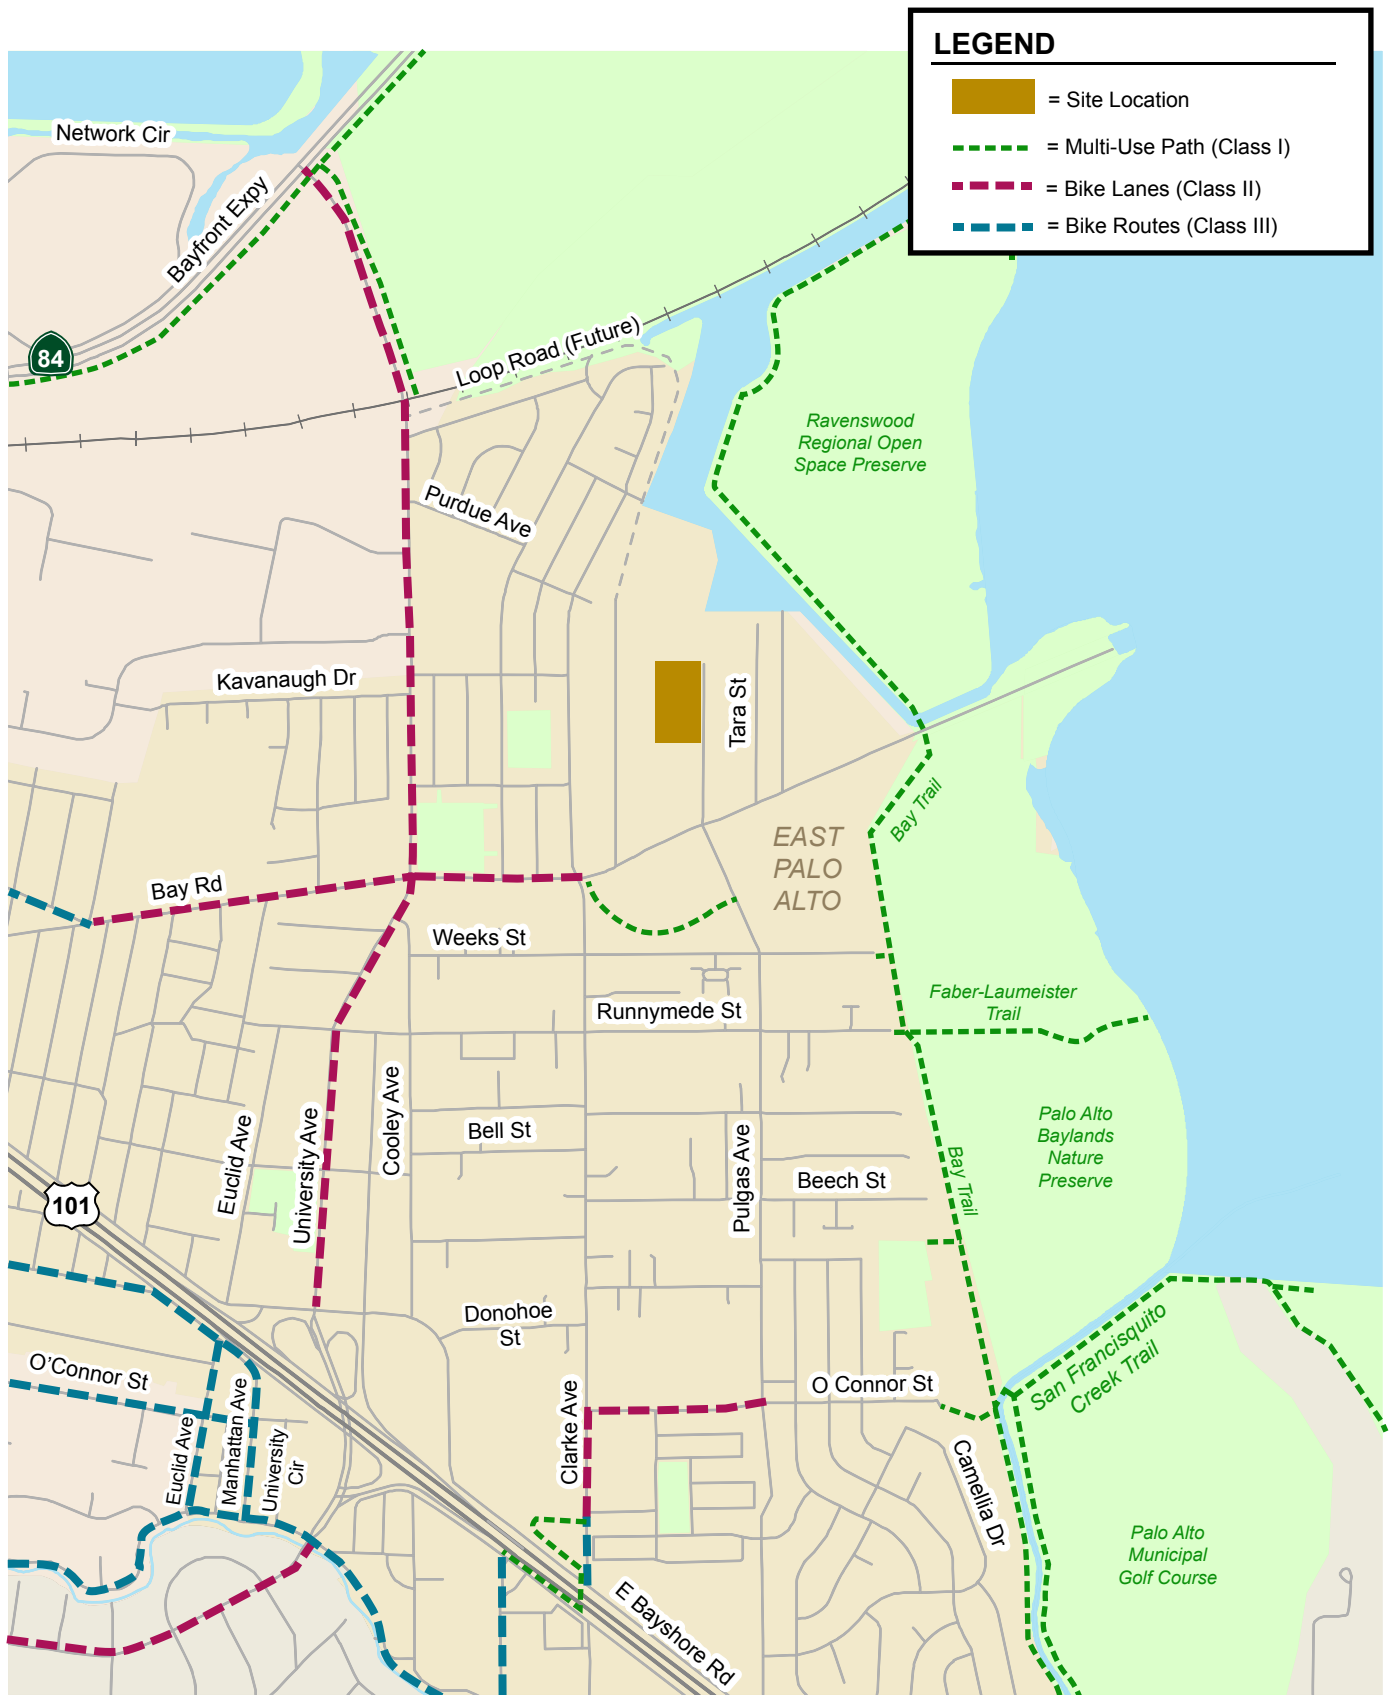 LEGEND
= Site Location
= Multi-Use Path (Class I)
= Bike Lanes (Class II)
= Bike Routes (Class III)
Network Cir
Bayfront Expy
84
Loop Road (Future)
Ravenswood
Regional Open
Space Preserve
Purdue Ave
Kavanaugh Dr
Tara St
Bay Trail
EAST
PALO
ALTO
Bay Rd
Weeks St
Faber-Laumeister
Trail
Runnymede St
Cooley Ave
Euclid Ave
University Ave
Bell St
Pulgas Ave
Palo Alto
Baylands
Nature
Preserve
Beech St
Bay Trail
101
Donohoe
St
San Francisquito
Creek Trail
O'Connor St
O Connor St
Euclid Ave
Manhattan Ave
University
Cir
Clarke Ave
Camellia Dr
Palo Alto
Municipal
Golf Course
E Bayshore Rd